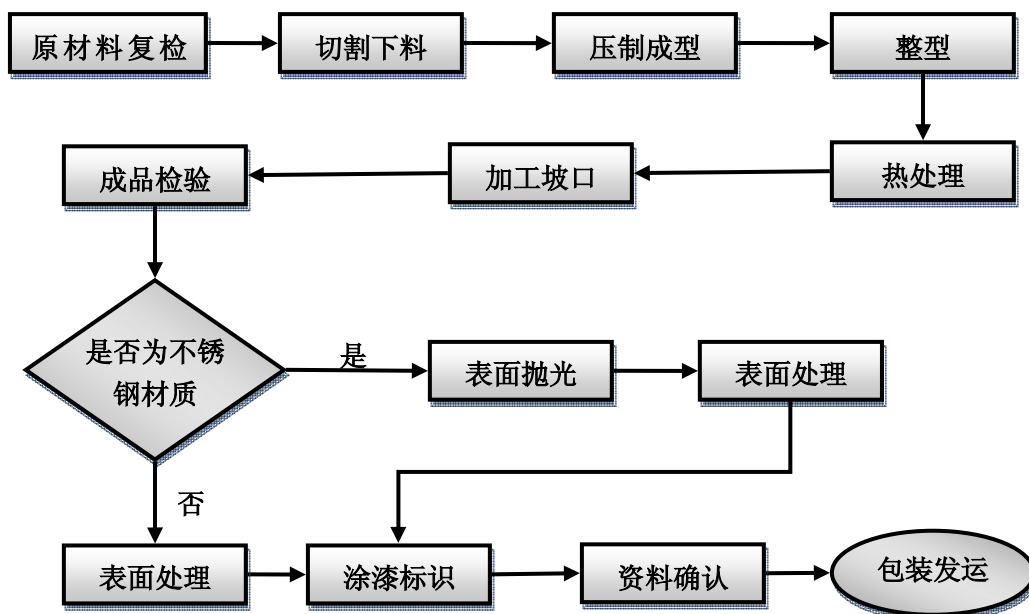 原材料复检
切割下料
压制成型
整型
热处理
加工坡口
成品检验
是否为不锈
钢材质
是
表面抛光
表面处理
否
表面处理
涂漆标识
资料确认
包装发运